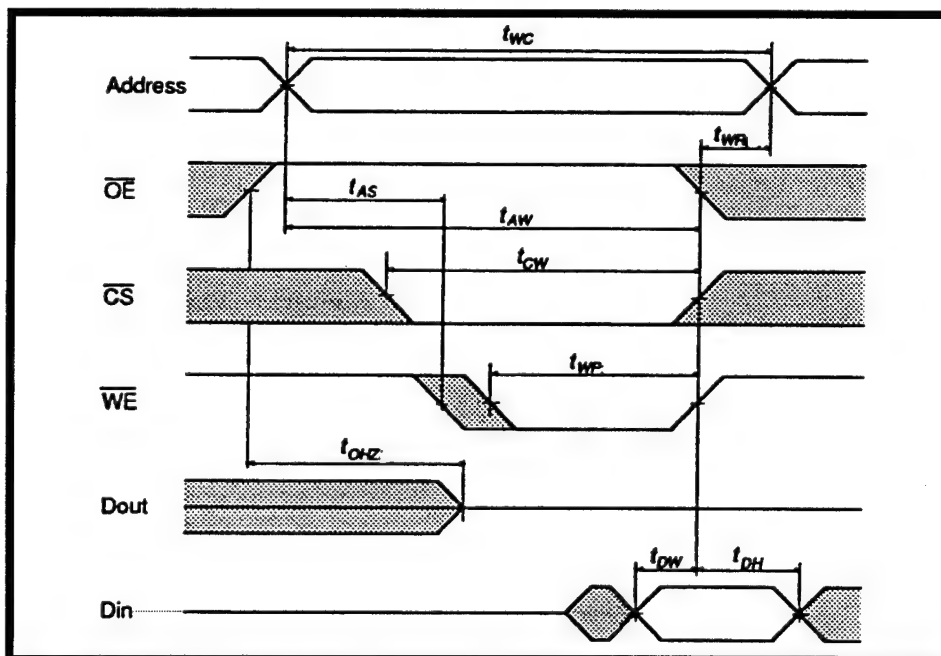 tWC
Address
tWR
OE
tAS
tAW
tCW
CS
tWP
WE
tOHZ
Dout
tDW tDH
Din